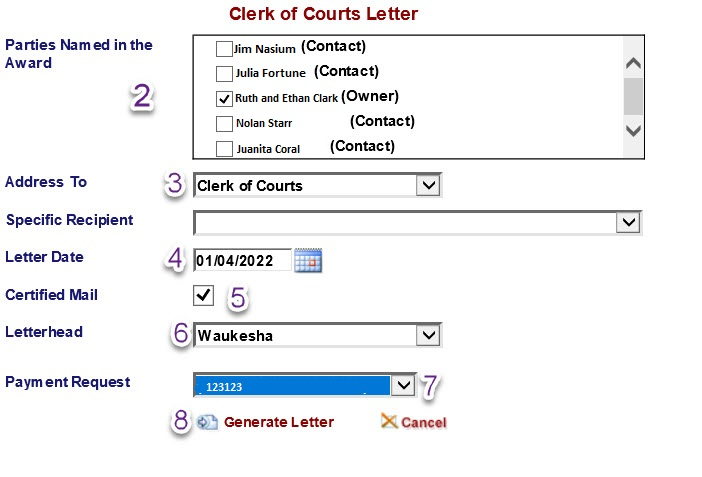 Clerk of Courts Letter
Parties Named in the
Award
2
Jim Nasium (Contact)
Julia Fortune (Contact)
Ruth and Ethan Clark (Owner)
Nolan Starr (Contact)
Juanita Coral (Contact)
Address To 3 Clerk of Courts
Specific Recipient
Letter Date 4 01/04/2022
Certified Mail 5
Letterhead 6 Waukesha
Payment Request 123123 7
8 Generate Letter Cancel